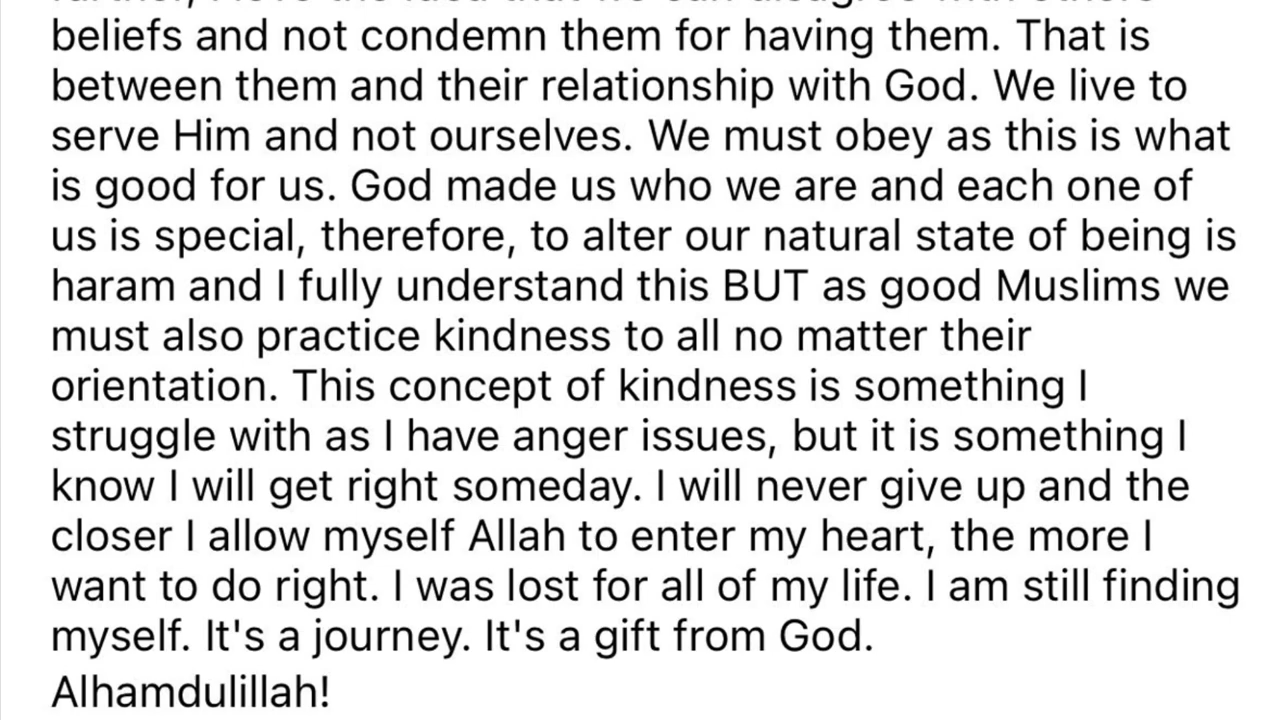 beliefs and not condemn them for having them. That is
between them and their relationship with God. We live to
serve Him and not ourselves. We must obey as this is what
is good for us. God made us who we are and each one of
us is special, therefore, to alter our natural state of being is
haram and I fully understand this BUT as good Muslims we
must also practice kindness to all no matter their
orientation. This concept of kindness is something I
struggle with as I have anger issues, but it is something I
know I will get right someday. I will never give up and the
closer I allow myself Allah to enter my heart, the more I
want to do right. I was lost for all of my life. I am still finding
myself. It's a journey. It's a gift from God.
Alhamdulillah!